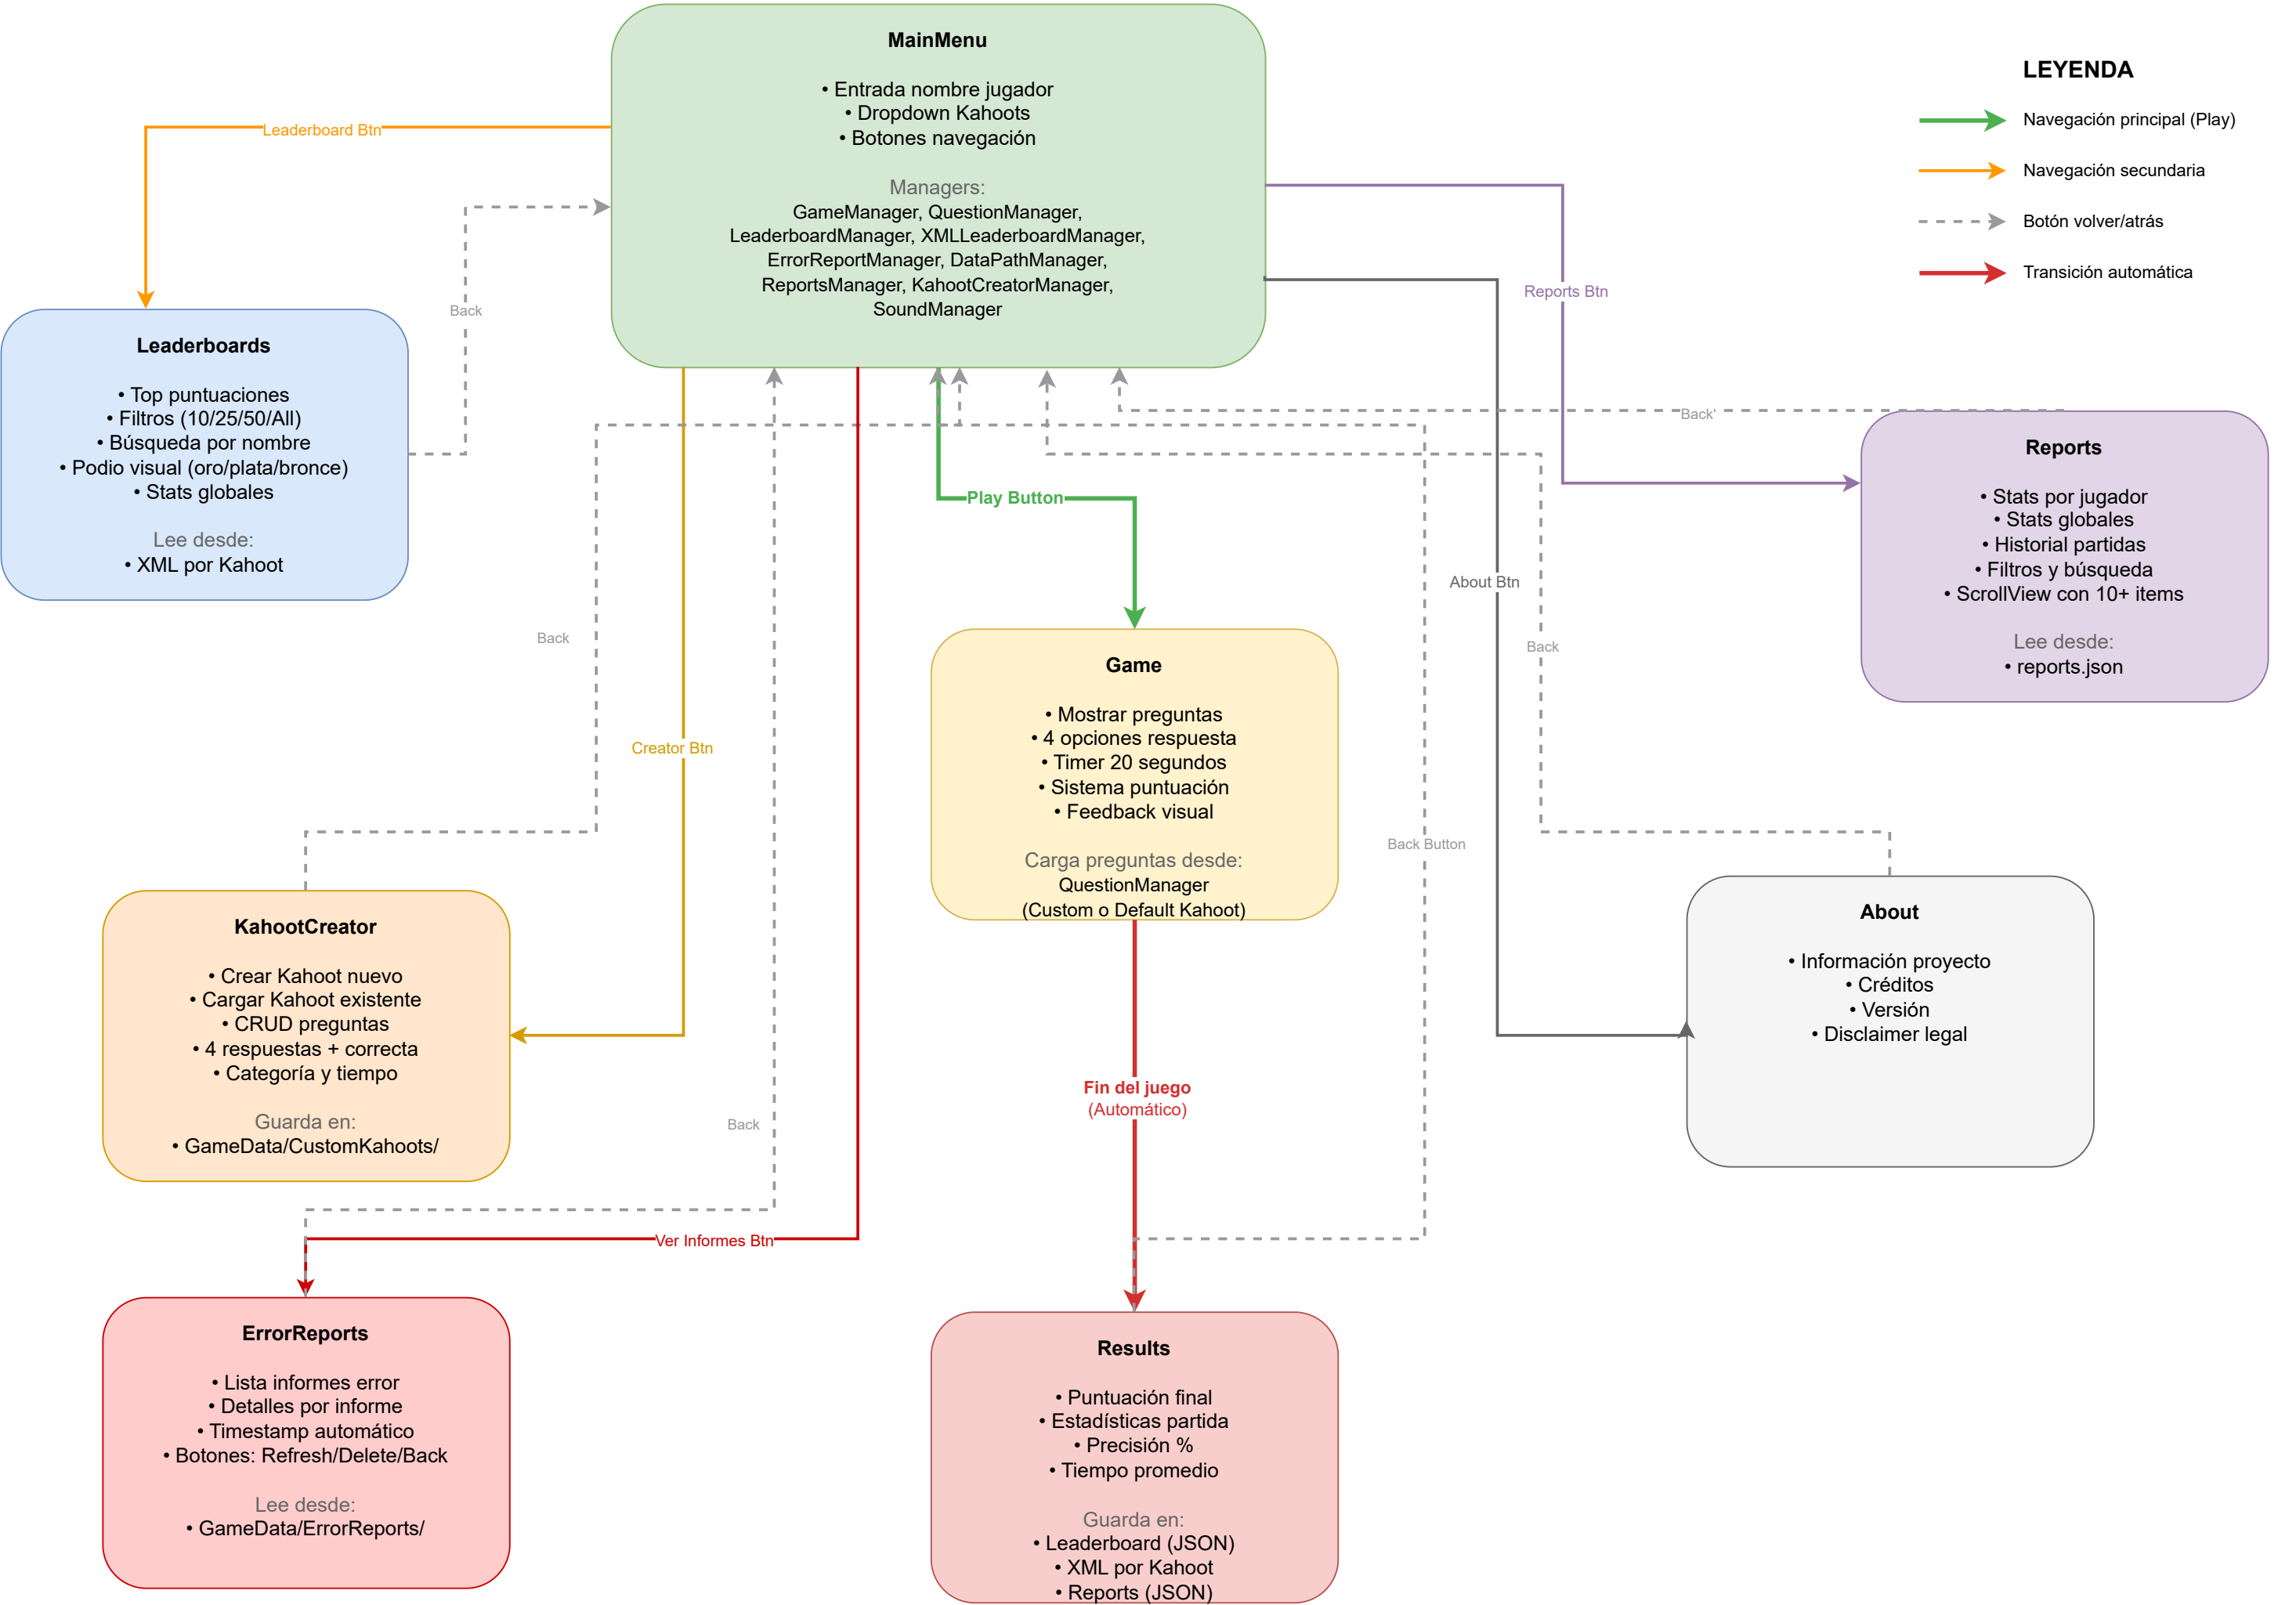 MainMenu
• Entrada nombre jugador
• Dropdown Kahoots
• Botones navegación
Managers:
GameManager, QuestionManager,
LeaderboardManager, XMLLeaderboardManager,
ErrorReportManager, DataPathManager,
ReportsManager, KahootCreatorManager,
SoundManager
LEYENDA
Navegación principal (Play)
Navegación secundaria
Botón volver/atrás
Transición automática
Leaderboard Btn
Back
Reports Btn
Leaderboards
• Top puntuaciones
• Filtros (10/25/50/All)
• Búsqueda por nombre
• Podio visual (oro/plata/bronce)
• Stats globales
Lee desde:
• XML por Kahoot
Back
Reports
• Stats por jugador
• Stats globales
• Historial partidas
• Filtros y búsqueda
• ScrollView con 10+ items
Lee desde:
• reports.json
Play Button
About Btn
Back
Back
Creator Btn
Game
• Mostrar preguntas
• 4 opciones respuesta
• Timer 20 segundos
• Sistema puntuación
• Feedback visual
Carga preguntas desde:
QuestionManager
(Custom o Default Kahoot)
Back Button
KahootCreator
• Crear Kahoot nuevo
• Cargar Kahoot existente
• CRUD preguntas
• 4 respuestas + correcta
• Categoría y tiempo
Guarda en:
• GameData/CustomKahoots/
About
• Información proyecto
• Créditos
• Versión
• Disclaimer legal
Fin del juego
(Automático)
Back
Ver Informes Btn
ErrorReports
• Lista informes error
• Detalles por informe
• Timestamp automático
• Botones: Refresh/Delete/Back
Lee desde:
• GameData/ErrorReports/
Results
• Puntuación final
• Estadísticas partida
• Precisión %
• Tiempo promedio
Guarda en:
• Leaderboard (JSON)
• XML por Kahoot
• Reports (JSON)